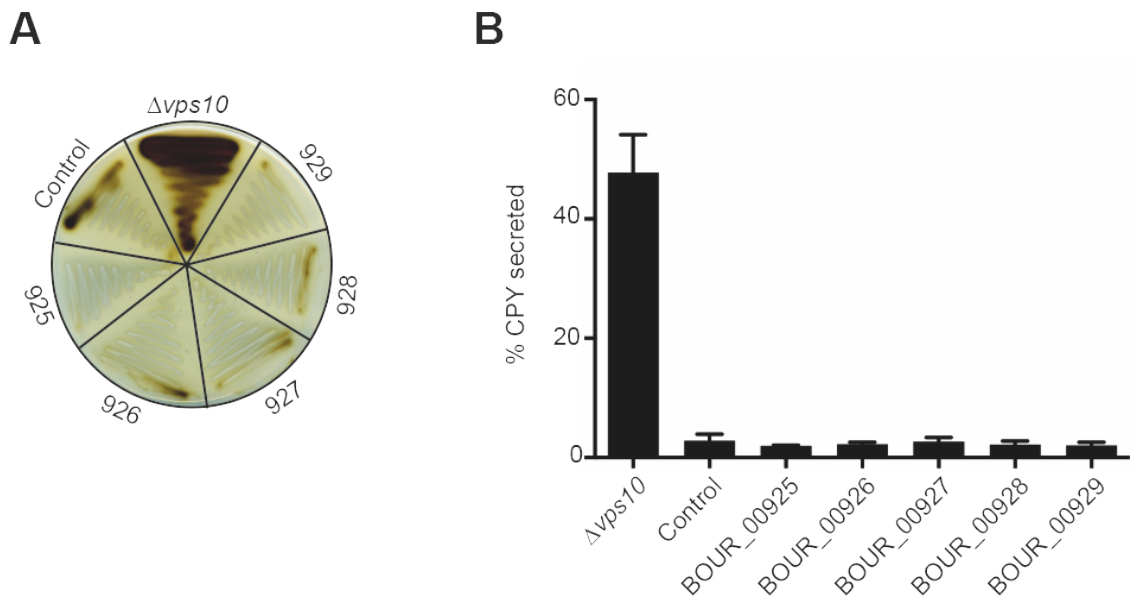 A
B
Δvps10
Control
929
925
928
926
927
% CPY secreted
60
40
20
0
Δvps10
Control
BOUR_00925
BOUR_00926
BOUR_00927
BOUR_00928
BOUR_00929